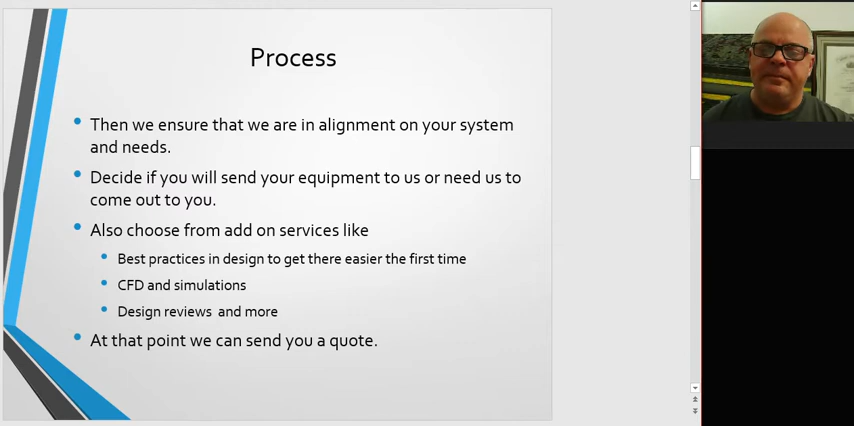 Process
Then we ensure that we are in alignment on your system
and needs.
Decide if you will send your equipment to us or need us to
come out to you.
Also choose from add on services like
Best practices in design to get there easier the first time
CFD and simulations
Design reviews and more
At that point we can send you a quote.